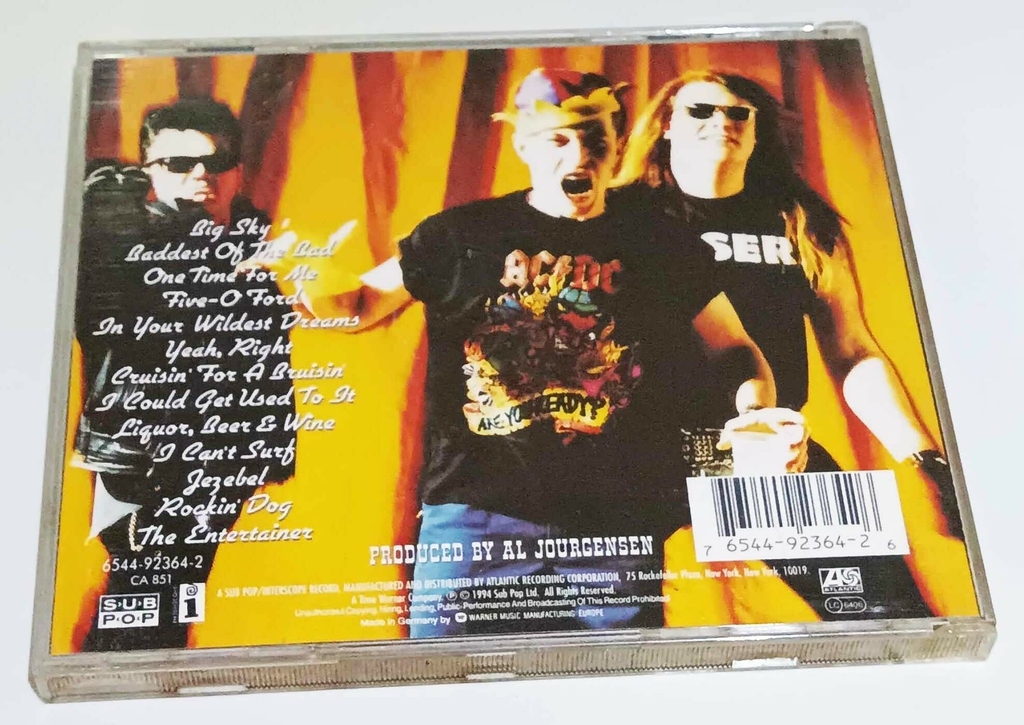 Big Sky
Baddest Of The Bad
One Time For Me
Five-O Ford
In Your Wildest Dreams
Yeah, Right
Cruisin' For A Bruisin'
I Could Get Used To It
Liquor, Beer & Wine
I Can't Surf
Jezebel
Rockin' Dog
The Entertainer
AC/DC
ARE YOU READY?
SER
6544-92364-2
CA 851
SUB
POP
INTERSCOPE
i
PRODUCED BY AL JOURGENSEN
A SUB POP/INTERSCOPE RECORD, MANUFACTURED AND DISTRIBUTED BY ATLANTIC RECORDING CORPORATION, 75 Rockefeller Plaza, New York, New York, 10019.
A Time Warner Company. ℗ © 1994 Sub Pop Ltd. All Rights Reserved.
Unauthorised Copying, Hiring, Lending, Public Performance And Broadcasting Of This Record Prohibited
Made in Germany by WARNER MUSIC MANUFACTURING EUROPE
7 6544-92364-2 6
ATLANTIC
LC 6406